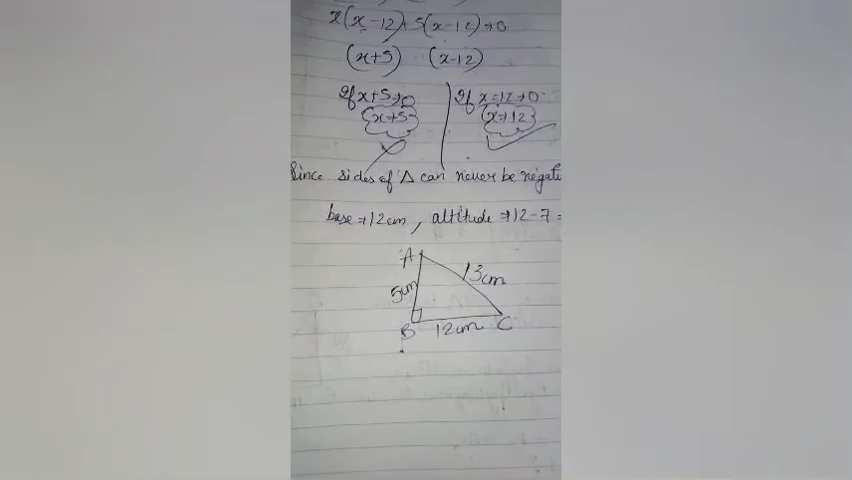 x(x-12)+5(x-12)=0
(x+5) (x-12)
If x+5=0 If x-12=0
x=-5 x=12
Since sides of Δ can never be negati
base=12cm, altitude=12-7=
A
13cm
5cm
B 12cm C